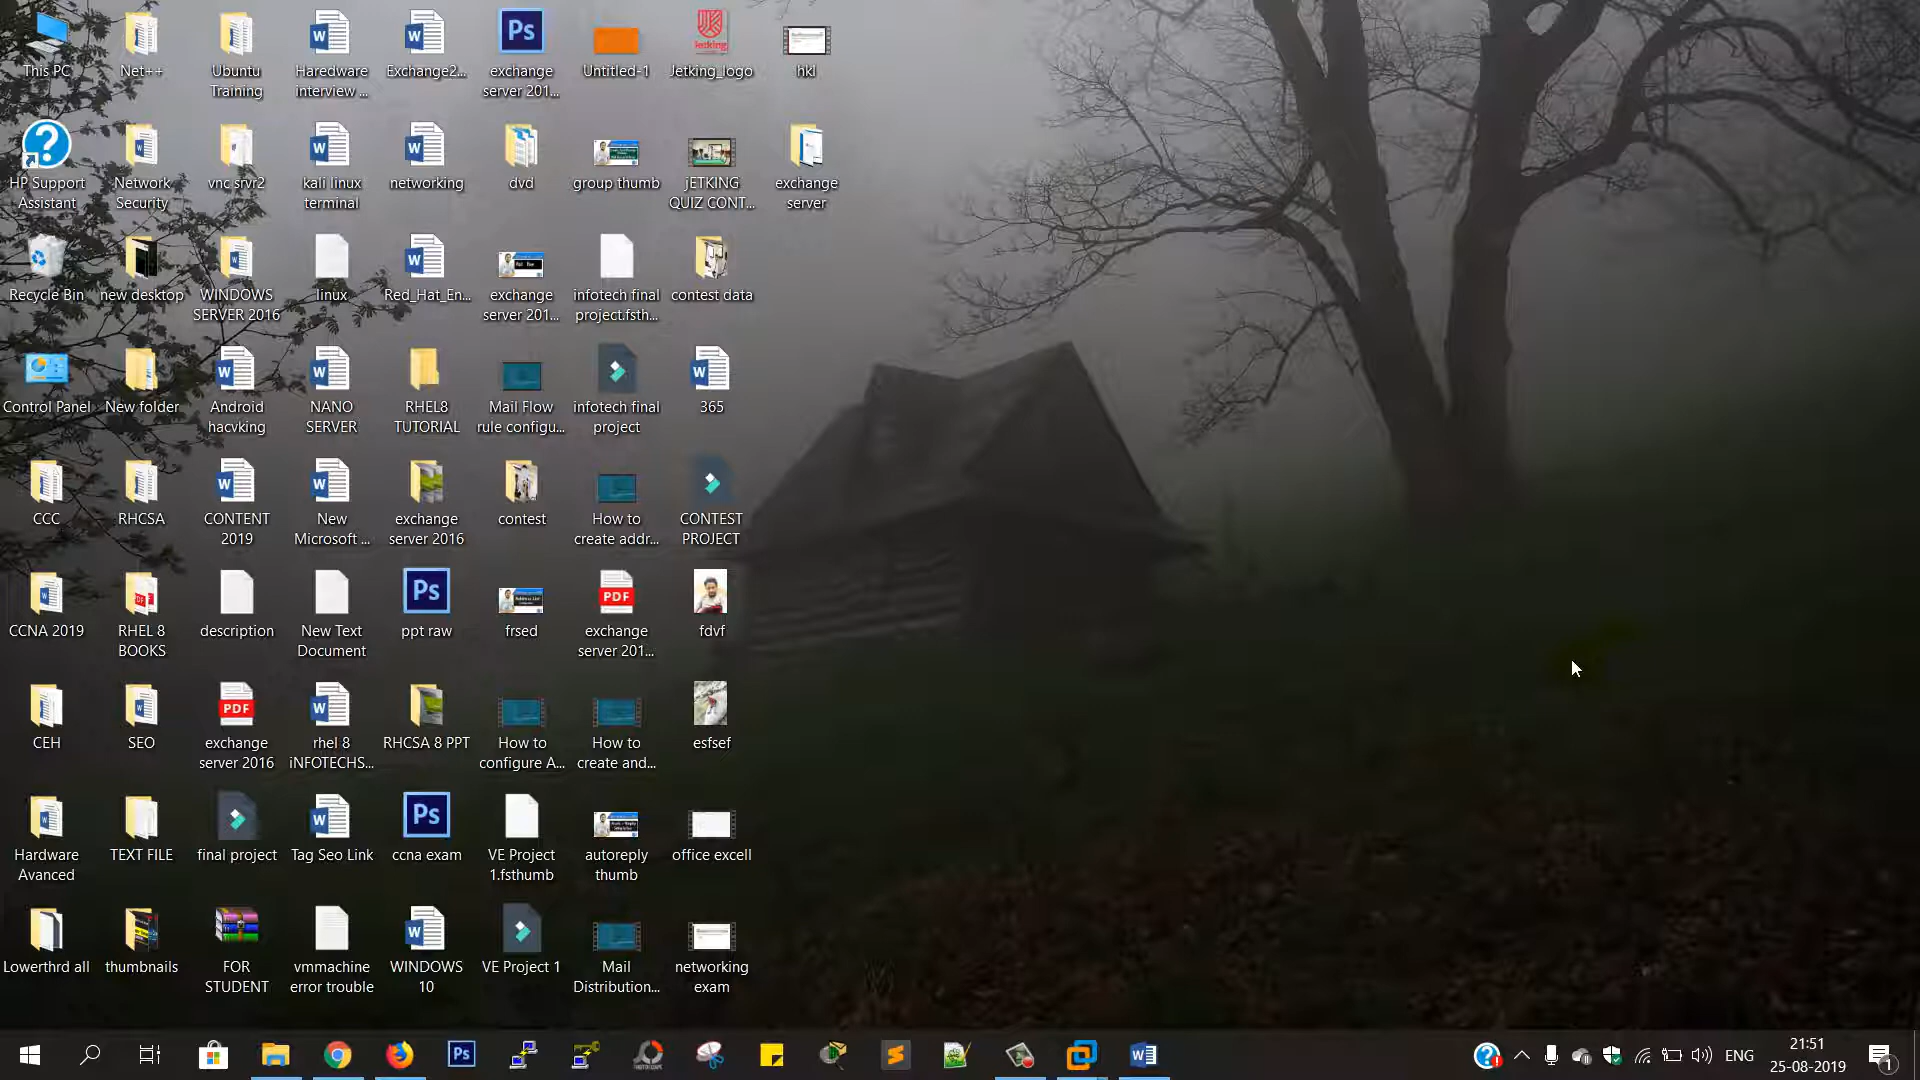 This PC
Net++
Ubuntu
Training
Haredware
interview ...
Exchange2...
Ps
exchange
server 201...
Untitled-1
Jetking
Jetking_logo
hkl
HP Support
Assistant
Network
Security
vnc srvr2
kali linux
terminal
networking
dvd
group thumb
jETKING
QUIZ CONT...
exchange
server
Recycle Bin
new desktop
WINDOWS
SERVER 2016
linux
Red_Hat_En...
exchange
server 201...
infotech final
project.fsth...
contest data
Control Panel
New folder
Android
hacvking
NANO
SERVER
RHEL8
TUTORIAL
Mail Flow
rule configu...
infotech final
project
365
CCC
RHCSA
CONTENT
2019
New
Microsoft ...
exchange
server 2016
contest
How to
create addr...
CONTEST
PROJECT
CCNA 2019
RHEL 8
BOOKS
description
New Text
Document
Ps
ppt raw
frsed
PDF
exchange
server 201...
fdvf
CEH
SEO
PDF
exchange
server 2016
rhel 8
iNFOTECHS...
RHCSA 8 PPT
How to
configure A...
How to
create and...
esfsef
Hardware
Avanced
TEXT FILE
final project
Tag Seo Link
Ps
ccna exam
VE Project
1.fsthumb
autoreply
thumb
office excell
Lowerthrd all
thumbnails
FOR
STUDENT
vmmachine
error trouble
WINDOWS
10
VE Project 1
Mail
Distribution...
networking
exam
Ps
ENG
21:51
25-08-2019
1